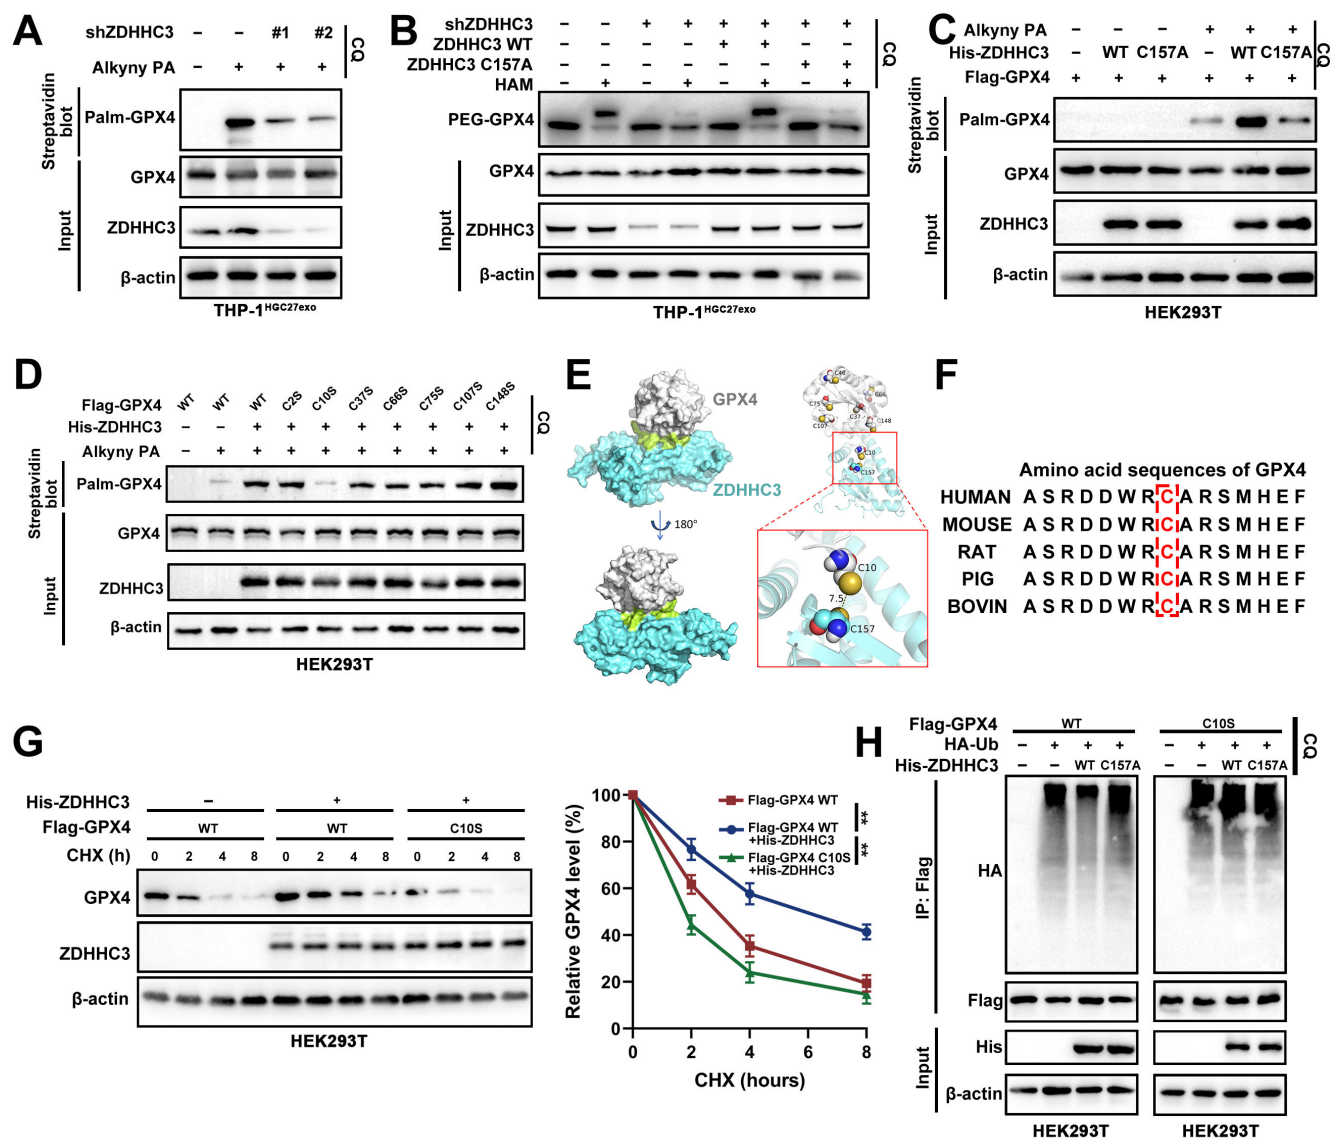 A
shZDHHC3 – – #1 #2
Alkyny PA – + + +
CQ
Streptavidin blot
Palm-GPX4
Input
GPX4
ZDHHC3
β-actin
THP-1HGC27exo
B
shZDHHC3 – – + + + + + +
ZDHHC3 WT – – – – + + – –
ZDHHC3 C157A – – – – – – + +
HAM – + – + – + – +
CQ
PEG-GPX4
Input
GPX4
ZDHHC3
β-actin
THP-1HGC27exo
C
Alkyny PA – – – + + +
His-ZDHHC3 – WT C157A – WT C157A
Flag-GPX4 + + + + + +
CQ
Streptavidin blot
Palm-GPX4
Input
GPX4
ZDHHC3
β-actin
HEK293T
D
Flag-GPX4 WT WT WT C2S C10S C37S C66S C75S C107S C148S
His-ZDHHC3 – – + + + + + + + +
Alkyny PA – + + + + + + + + +
CQ
Streptavidin blot
Palm-GPX4
Input
GPX4
ZDHHC3
β-actin
HEK293T
E
GPX4
ZDHHC3
180°
C46
C66
C75
C37
C107
C148
C10
C157
C10
7.5
C157
F
Amino acid sequences of GPX4
HUMAN A S R D D W R C A R S M H E F
MOUSE A S R D D W R C A R S M H E F
RAT A S R D D W R C A R S M H E F
PIG A S R D D W R C A R S M H E F
BOVIN A S R D D W R C A R S M H E F
G
His-ZDHHC3 – + +
Flag-GPX4 WT WT C10S
CHX (h) 0 2 4 8 0 2 4 8 0 2 4 8
GPX4
ZDHHC3
β-actin
HEK293T
Relative GPX4 level (%)
100
80
60
40
20
0
0 2 4 6 8
CHX (hours)
Flag-GPX4 WT
Flag-GPX4 WT
+His-ZDHHC3
Flag-GPX4 C10S
+His-ZDHHC3
**
**
H
Flag-GPX4 WT C10S
HA-Ub – + + + – + + +
His-ZDHHC3 – – WT C157A – – WT C157A
CQ
IP: Flag
HA
Flag
Input
His
β-actin
HEK293T HEK293T